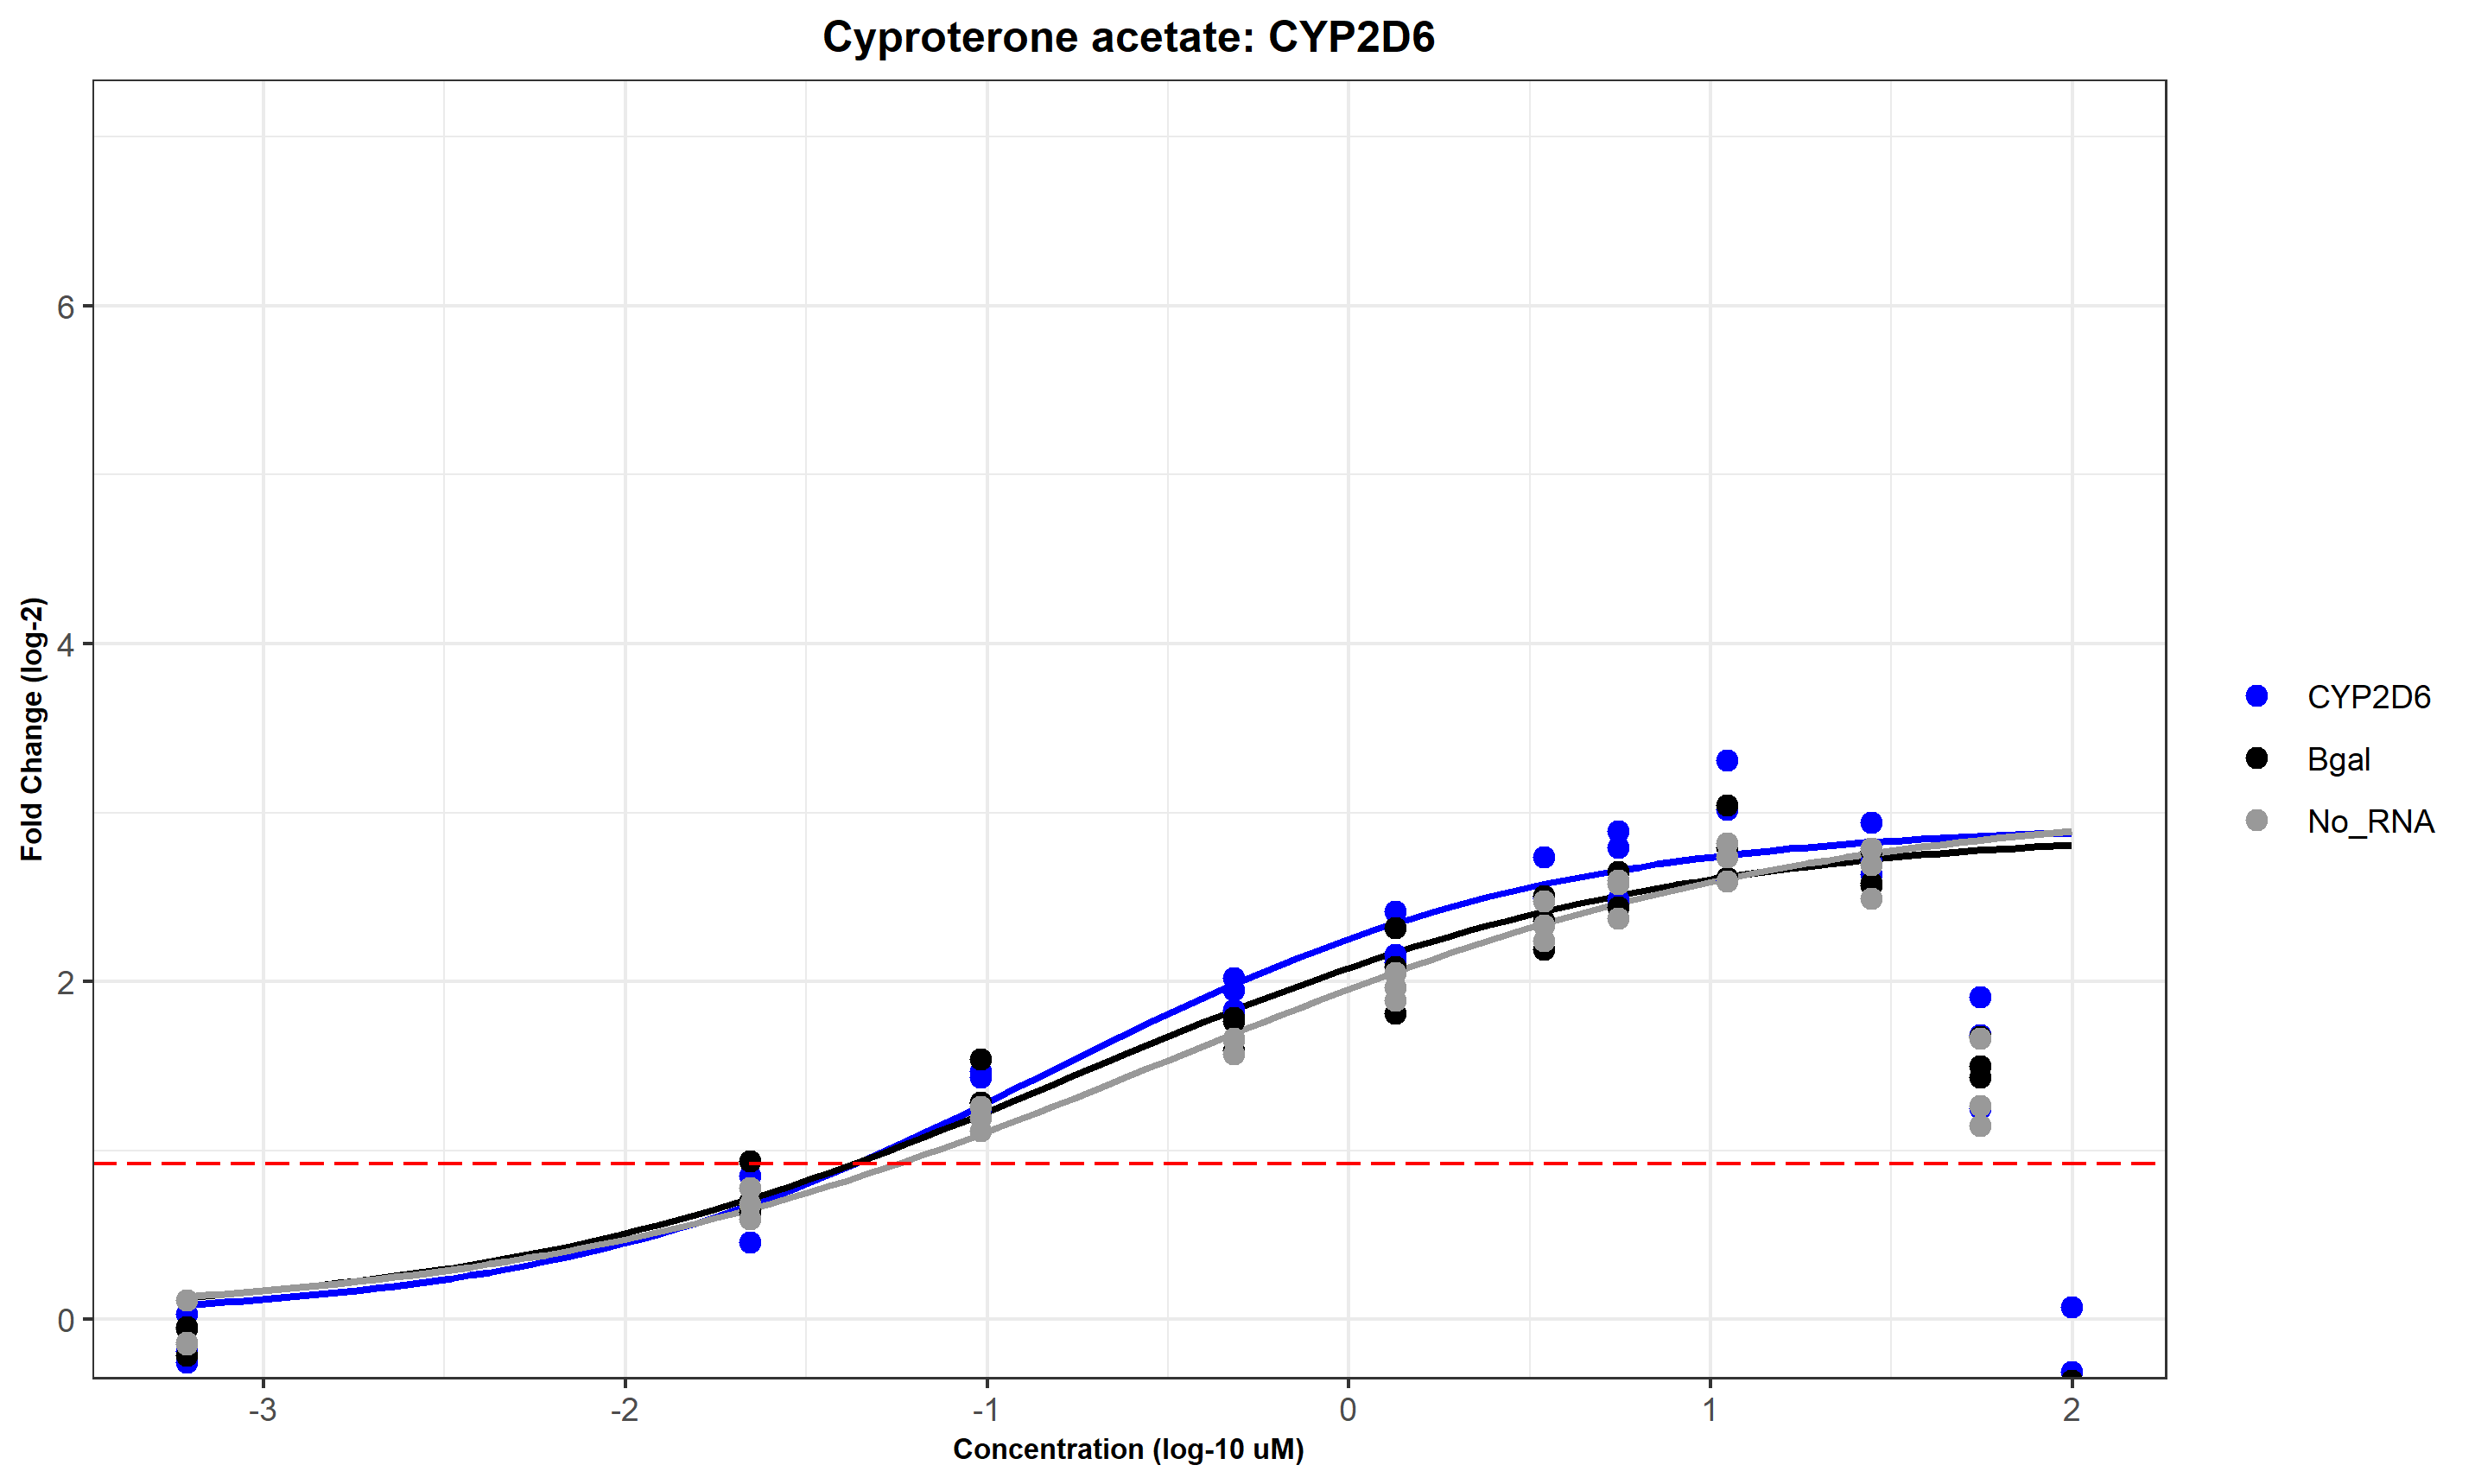 Cyproterone acetate: CYP2D6
Fold Change (log-2)
6
4
2
0
-3 -2 -1 0 1 2
Concentration (log-10 uM)
CYP2D6
Bgal
No_RNA